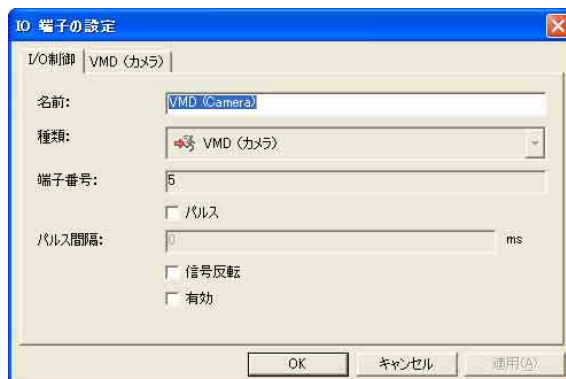 IO 端子の設定
I/O制御 VMD (カメラ)
名前: VMD (Camera)
種類: VMD (カメラ)
端子番号: 5
パルス
パルス間隔: 0 ms
信号反転
有効
OK キャンセル 適用(A)